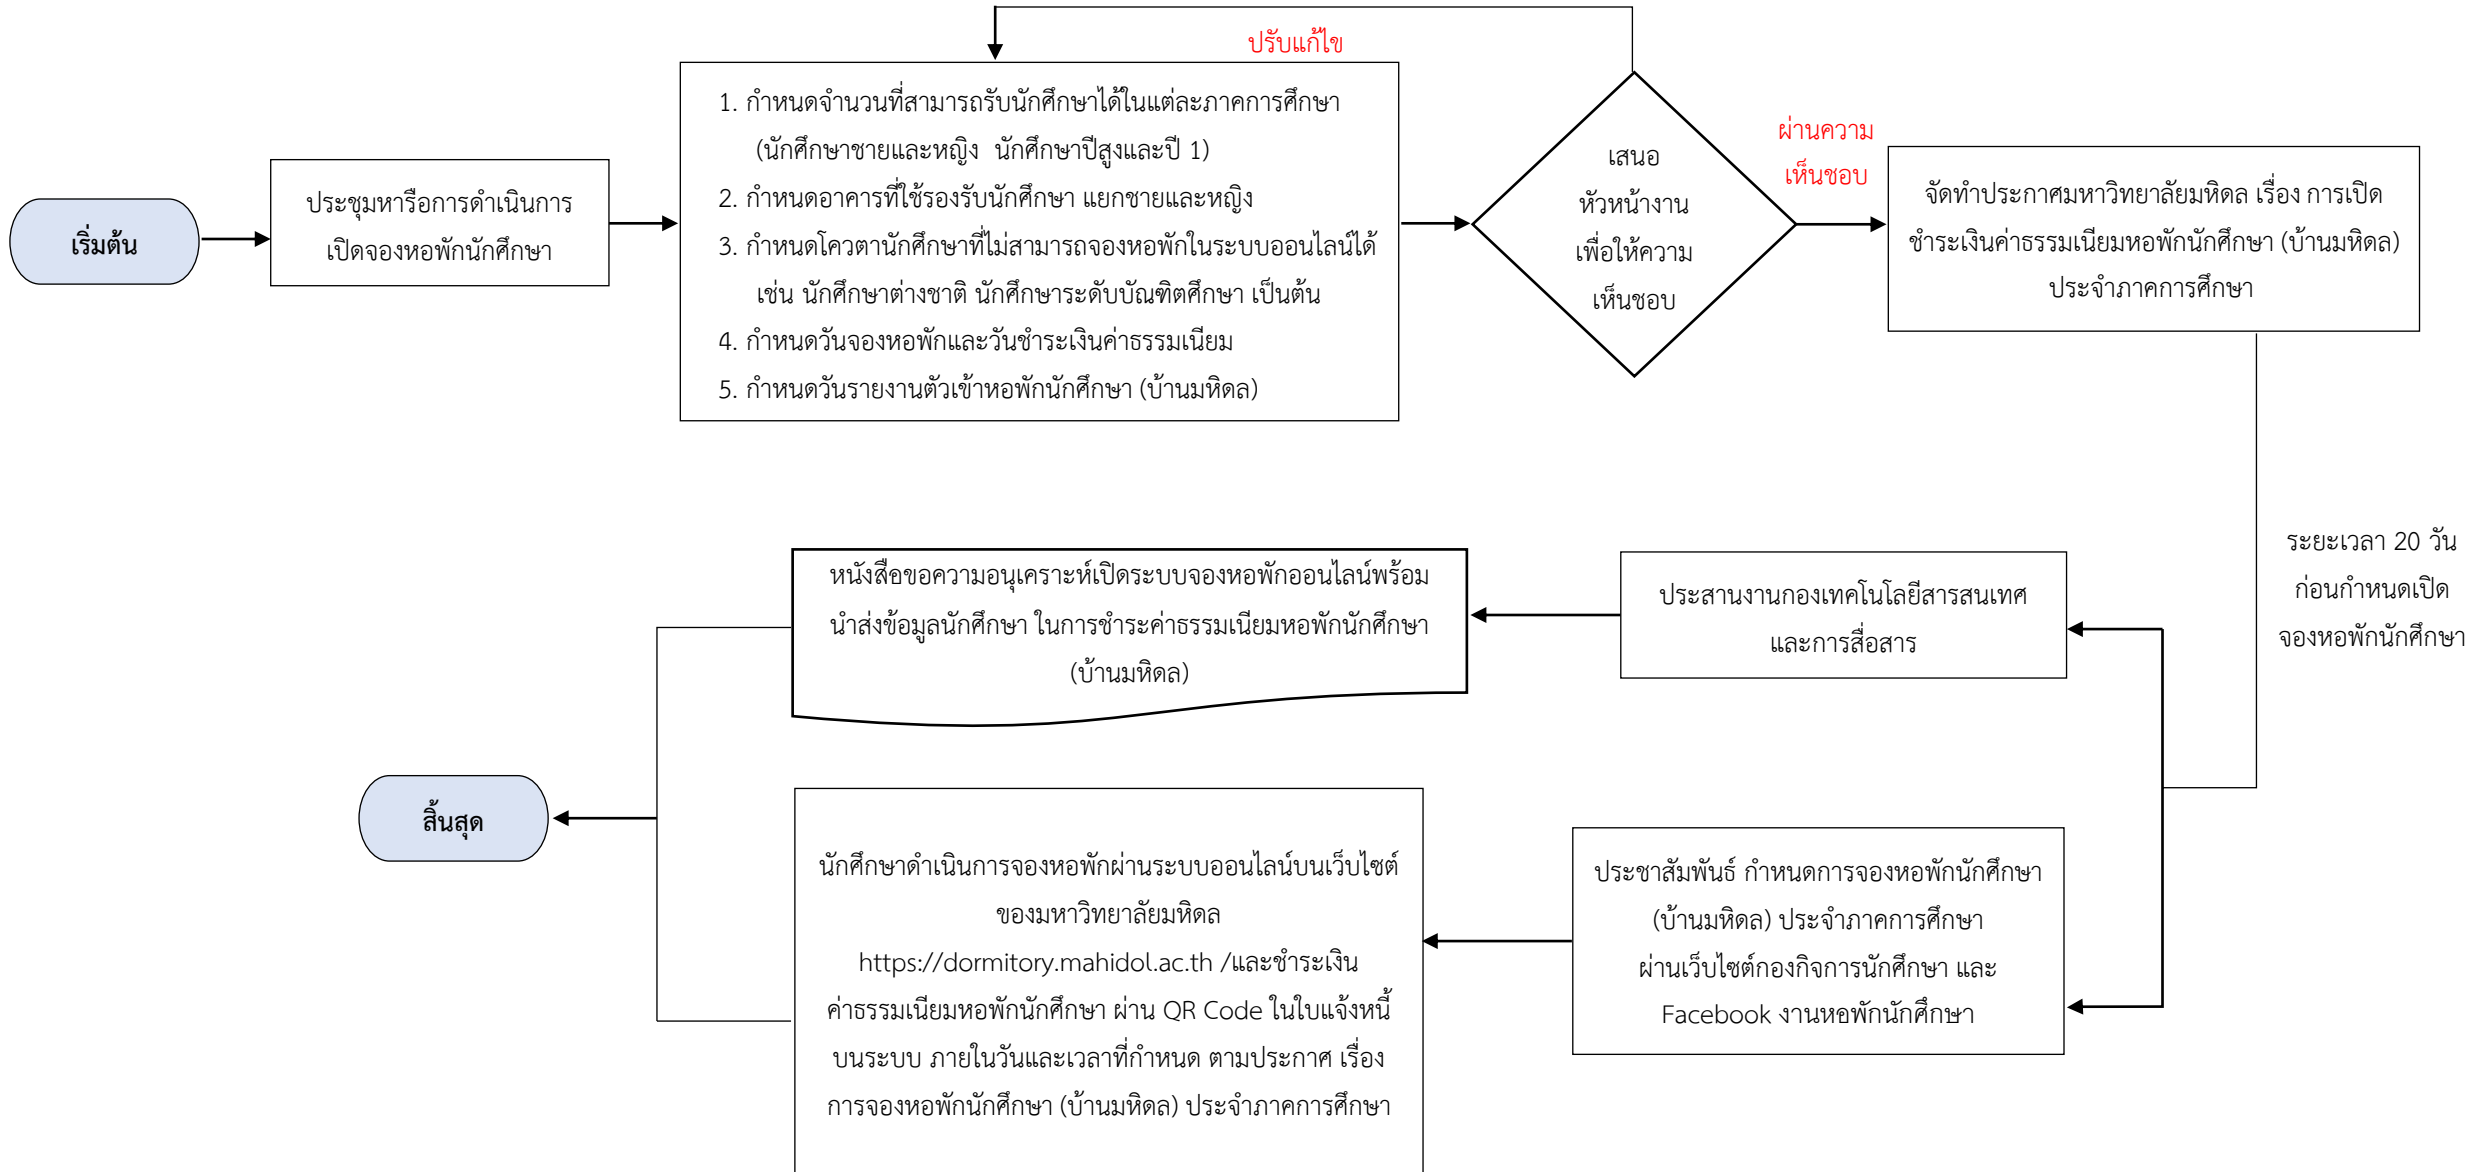 เริ่มต้น
ประชุมหารือการดำเนินการ
เปิดจองหอพักนักศึกษา
1. กำหนดจำนวนที่สามารถรับนักศึกษาได้ในแต่ละภาคการศึกษา
(นักศึกษาชายและหญิง นักศึกษาปีสูงและปี 1)
2. กำหนดอาคารที่ใช้รองรับนักศึกษา แยกชายและหญิง
3. กำหนดโควตานักศึกษาที่ไม่สามารถจองหอพักในระบบออนไลน์ได้
เช่น นักศึกษาต่างชาติ นักศึกษาระดับบัณฑิตศึกษา เป็นต้น
4. กำหนดวันจองหอพักและวันชำระเงินค่าธรรมเนียม
5. กำหนดวันรายงานตัวเข้าหอพักนักศึกษา (บ้านมหิดล)
ปรับแก้ไข
เสนอ
หัวหน้างาน
เพื่อให้ความ
เห็นชอบ
ผ่านความ
เห็นชอบ
จัดทำประกาศมหาวิทยาลัยมหิดล เรื่อง การเปิด
ชำระเงินค่าธรรมเนียมหอพักนักศึกษา (บ้านมหิดล)
ประจำภาคการศึกษา
ระยะเวลา 20 วัน
ก่อนกำหนดเปิด
จองหอพักนักศึกษา
ประสานงานกองเทคโนโลยีสารสนเทศ
และการสื่อสาร
หนังสือขอความอนุเคราะห์เปิดระบบจองหอพักออนไลน์พร้อม
นำส่งข้อมูลนักศึกษา ในการชำระค่าธรรมเนียมหอพักนักศึกษา
(บ้านมหิดล)
ประชาสัมพันธ์ กำหนดการจองหอพักนักศึกษา
(บ้านมหิดล) ประจำภาคการศึกษา
ผ่านเว็บไซต์กองกิจการนักศึกษา และ
Facebook งานหอพักนักศึกษา
นักศึกษาดำเนินการจองหอพักผ่านระบบออนไลน์บนเว็บไซต์
ของมหาวิทยาลัยมหิดล
https://dormitory.mahidol.ac.th /และชำระเงิน
ค่าธรรมเนียมหอพักนักศึกษา ผ่าน QR Code ในใบแจ้งหนี้
บนระบบ ภายในวันและเวลาที่กำหนด ตามประกาศ เรื่อง
การจองหอพักนักศึกษา (บ้านมหิดล) ประจำภาคการศึกษา
สิ้นสุด